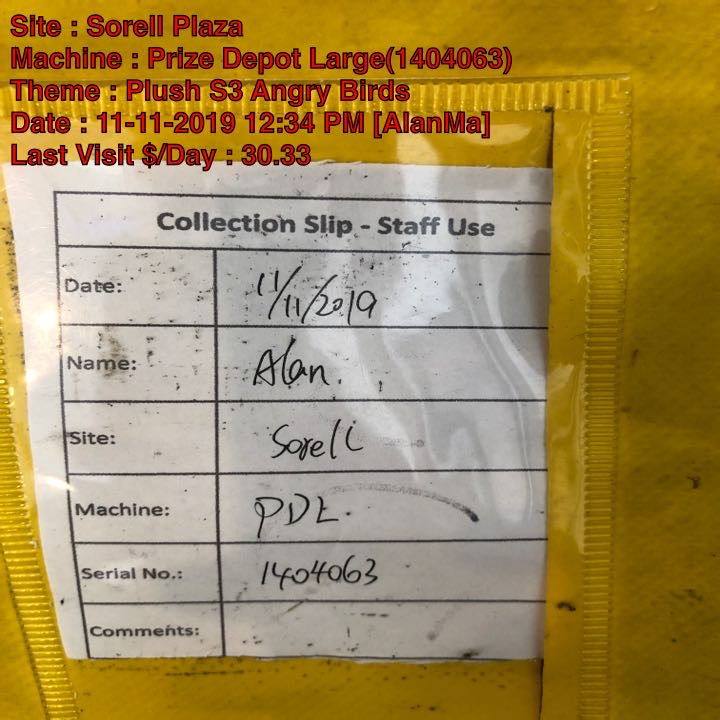 Site : Sorell Plaza
Machine : Prize Depot Large(1404063)
Theme : Plush S3 Angry Birds
Date : 11-11-2019 12:34 PM [AlanMa]
Last Visit $/Day : 30.33
Collection Slip - Staff Use
Date: 11/11/2019
Name: Alan.
Site: Sorell
Machine: PDL.
Serial No.: 1404063
Comments: